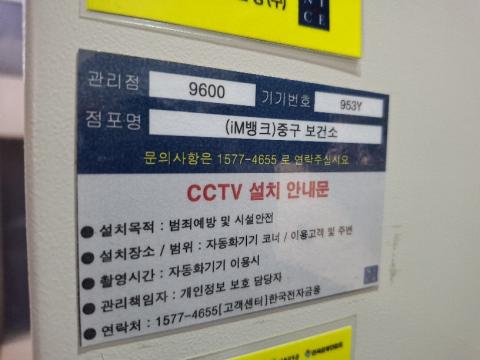 NICE
관리점 9600 기기번호 953Y
점포명 (iM뱅크)중구 보건소
문의사항은 1577-4655 로 연락주십시오
CCTV 설치 안내문
● 설치목적 : 범죄예방 및 시설안전
● 설치장소 / 범위 : 자동화기기 코너 / 이용고객 및 주변
● 촬영시간 : 자동화기기 이용시
● 관리책임자 : 개인정보 보호 담당자
● 연락처 : 1577-4655[고객센터]한국전자금융